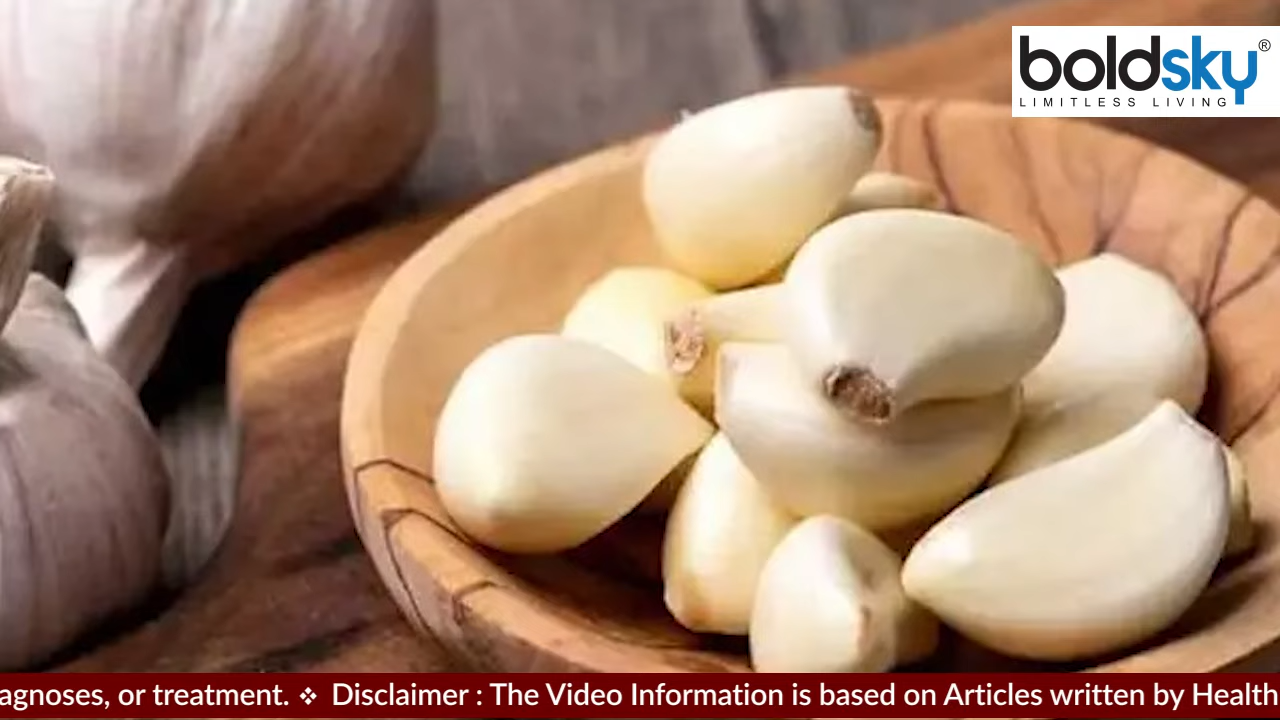 boldsky®
LIMITLESS LIVING
agnoses, or treatment. ❖ Disclaimer : The Video Information is based on Articles written by Health